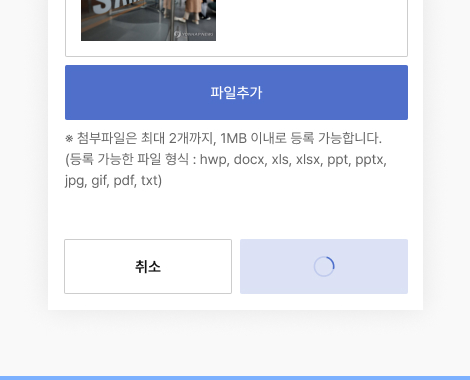 파일추가
※ 첨부파일은 최대 2개까지, 1MB 이내로 등록 가능합니다.
(등록 가능한 파일 형식 : hwp, docx, xls, xlsx, ppt, pptx,
jpg, gif, pdf, txt)
취소